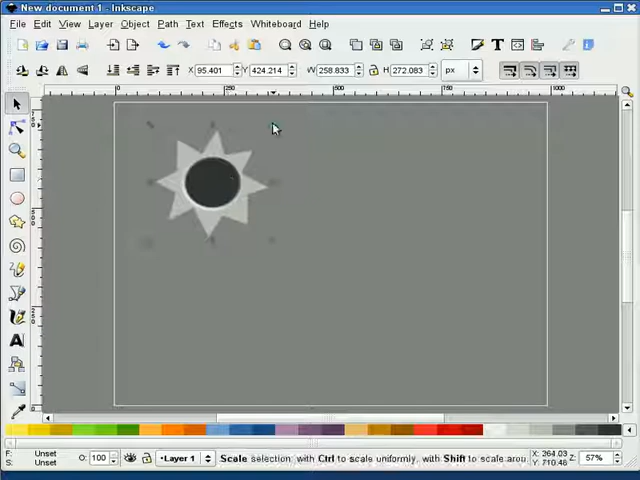 New document 1 - Inkscape
File Edit View Layer Object Path Text Effects Whiteboard Help
X 95.401 Y 424.214 W 258.833 H 272.083 px
0 250 500 750 1000
F: Unset O: 100 Layer 1 Scale selection; with Ctrl to scale uniformly, with Shift to scale arou X: 264.03 57%
S: Unset Y: 710.46